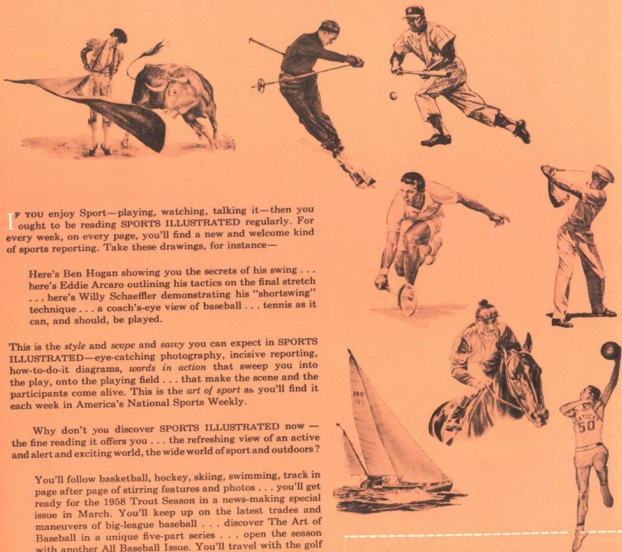 IF YOU enjoy Sport—playing, watching, talking it—then you
ought to be reading SPORTS ILLUSTRATED regularly. For
every week, on every page, you'll find a new and welcome kind
of sports reporting. Take these drawings, for instance—
Here's Ben Hogan showing you the secrets of his swing . . .
here's Eddie Arcaro outlining his tactics on the final stretch
. . . here's Willy Schaeffler demonstrating his "shortswing"
technique . . . a coach's-eye view of baseball . . . tennis as it
can, and should, be played.
This is the style and scope and savvy you can expect in SPORTS
ILLUSTRATED—eye-catching photography, incisive reporting,
how-to-do-it diagrams, words in action that sweep you into
the play, onto the playing field . . . that make the scene and the
participants come alive. This is the art of sport as you'll find it
each week in America's National Sports Weekly.
Why don't you discover SPORTS ILLUSTRATED now —
the fine reading it offers you . . . the refreshing view of an active
and alert and exciting world, the wide world of sport and outdoors?
You'll follow basketball, hockey, skiing, swimming, track in
page after page of stirring features and photos . . . you'll get
ready for the 1958 Trout Season in a news-making special
issue in March. You'll keep up on the latest trades and
maneuvers of big-league baseball . . . discover The Art of
Baseball in a unique five-part series . . . open the season
with another All Baseball Issue. You'll travel with the golf
50